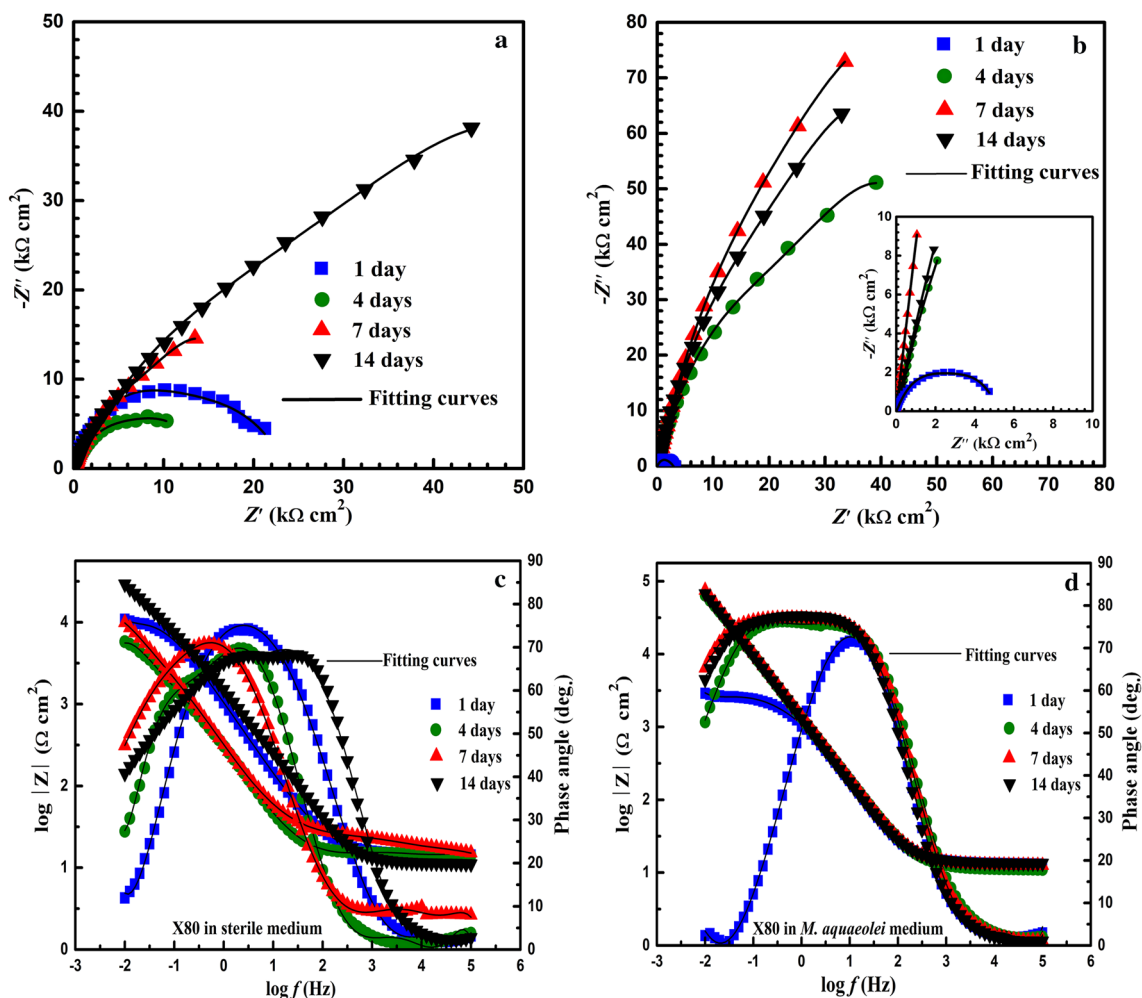 a
50
40
30
20
10
0
-Z'' (kΩ cm²)
1 day
4 days
7 days
14 days
Fitting curves
0 10 20 30 40 50
Z' (kΩ cm²)
b
80
70
60
50
40
30
20
10
0
-Z'' (kΩ cm²)
1 day
4 days
7 days
14 days
Fitting curves
10
8
6
4
2
0
-Z'' (kΩ cm²)
0 2 4 6 8 10
Z'' (kΩ cm²)
0 10 20 30 40 50 60 70 80
Z' (kΩ cm²)
c
4
3
2
1
0
log |Z| (Ω cm²)
90
80
70
60
50
40
30
20
10
0
Phase angle (deg.)
Fitting curves
1 day
4 days
7 days
14 days
X80 in sterile medium
-3 -2 -1 0 1 2 3 4 5 6
log f (Hz)
d
5
4
3
2
1
0
log |Z| (Ω cm²)
90
80
70
60
50
40
30
20
10
0
Phase angle (deg.)
Fitting curves
1 day
4 days
7 days
14 days
X80 in M. aquaeolei medium
-3 -2 -1 0 1 2 3 4 5 6
log f (Hz)